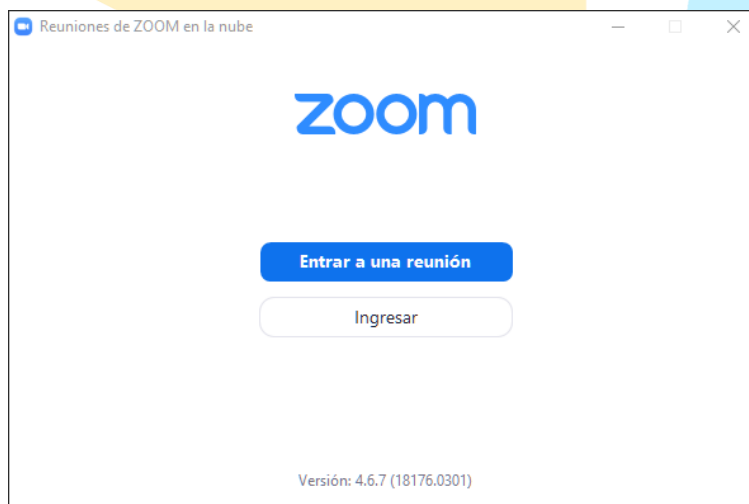 Reuniones de ZOOM en la nube
zoom
Entrar a una reunión
Ingresar
Versión: 4.6.7 (18176.0301)